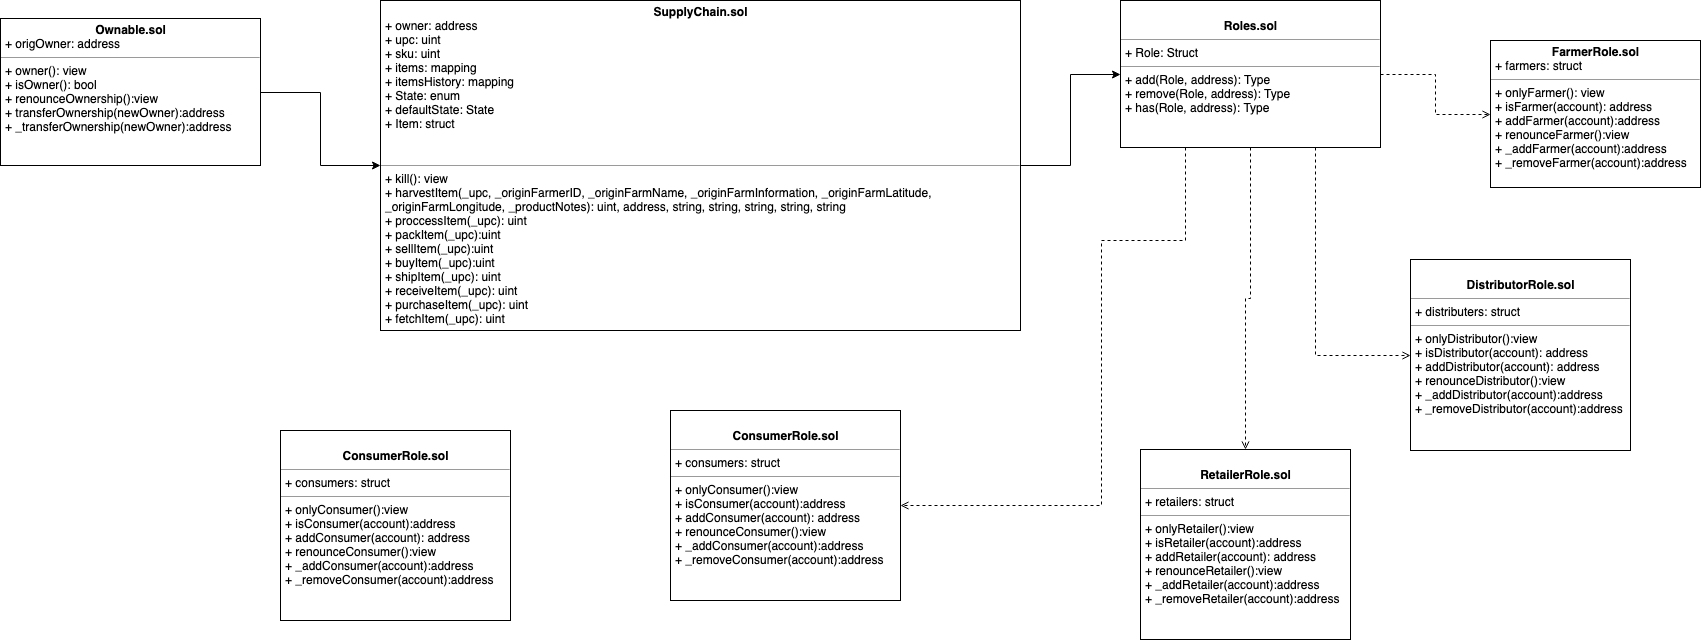 Ownable.sol
+ origOwner: address
+ owner(): view
+ isOwner(): bool
+ renounceOwnership():view
+ transferOwnership(newOwner):address
+ _transferOwnership(newOwner):address
SupplyChain.sol
+ owner: address
+ upc: uint
+ sku: uint
+ items: mapping
+ itemsHistory: mapping
+ State: enum
+ defaultState: State
+ Item: struct
+ kill(): view
+ harvestItem(_upc, _originFarmerID, _originFarmName, _originFarmInformation, _originFarmLatitude,
_originFarmLongitude, _productNotes): uint, address, string, string, string, string, string
+ proccessItem(_upc): uint
+ packItem(_upc):uint
+ sellItem(_upc):uint
+ buyItem(_upc):uint
+ shipItem(_upc): uint
+ receiveItem(_upc): uint
+ purchaseItem(_upc): uint
+ fetchItem(_upc): uint
Roles.sol
+ Role: Struct
+ add(Role, address): Type
+ remove(Role, address): Type
+ has(Role, address): Type
FarmerRole.sol
+ farmers: struct
+ onlyFarmer(): view
+ isFarmer(account): address
+ addFarmer(account):address
+ renounceFarmer():view
+ _addFarmer(account):address
+ _removeFarmer(account):address
DistributorRole.sol
+ distributers: struct
+ onlyDistributor():view
+ isDistributor(account): address
+ addDistributor(account): address
+ renounceDistributor():view
+ _addDistributor(account):address
+ _removeDistributor(account):address
ConsumerRole.sol
+ consumers: struct
+ onlyConsumer():view
+ isConsumer(account):address
+ addConsumer(account): address
+ renounceConsumer():view
+ _addConsumer(account):address
+ _removeConsumer(account):address
ConsumerRole.sol
+ consumers: struct
+ onlyConsumer():view
+ isConsumer(account):address
+ addConsumer(account): address
+ renounceConsumer():view
+ _addConsumer(account):address
+ _removeConsumer(account):address
RetailerRole.sol
+ retailers: struct
+ onlyRetailer():view
+ isRetailer(account):address
+ addRetailer(account): address
+ renounceRetailer():view
+ _addRetailer(account):address
+ _removeRetailer(account):address